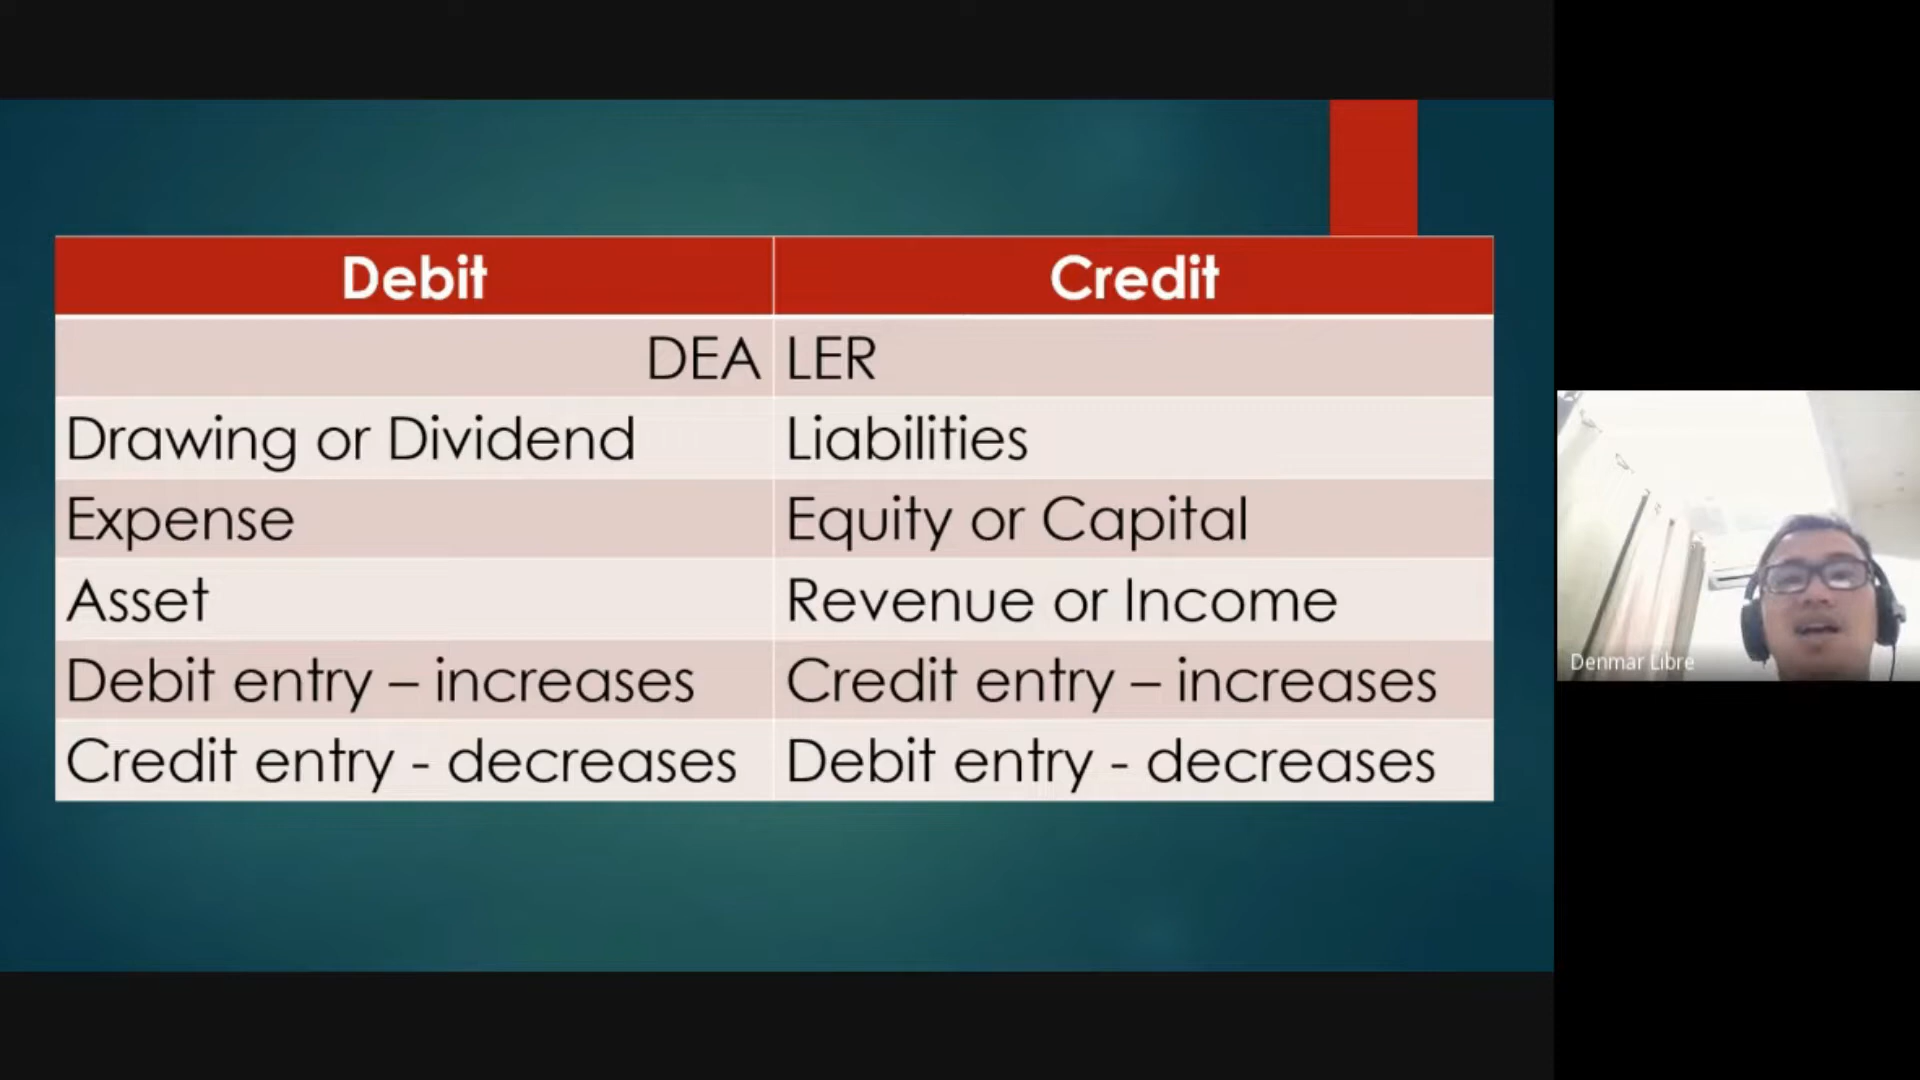 Debit Credit
DEA LER
Drawing or Dividend Liabilities
Expense Equity or Capital
Asset Revenue or Income
Debit entry – increases Credit entry – increases
Credit entry - decreases Debit entry - decreases
Denmar Libre